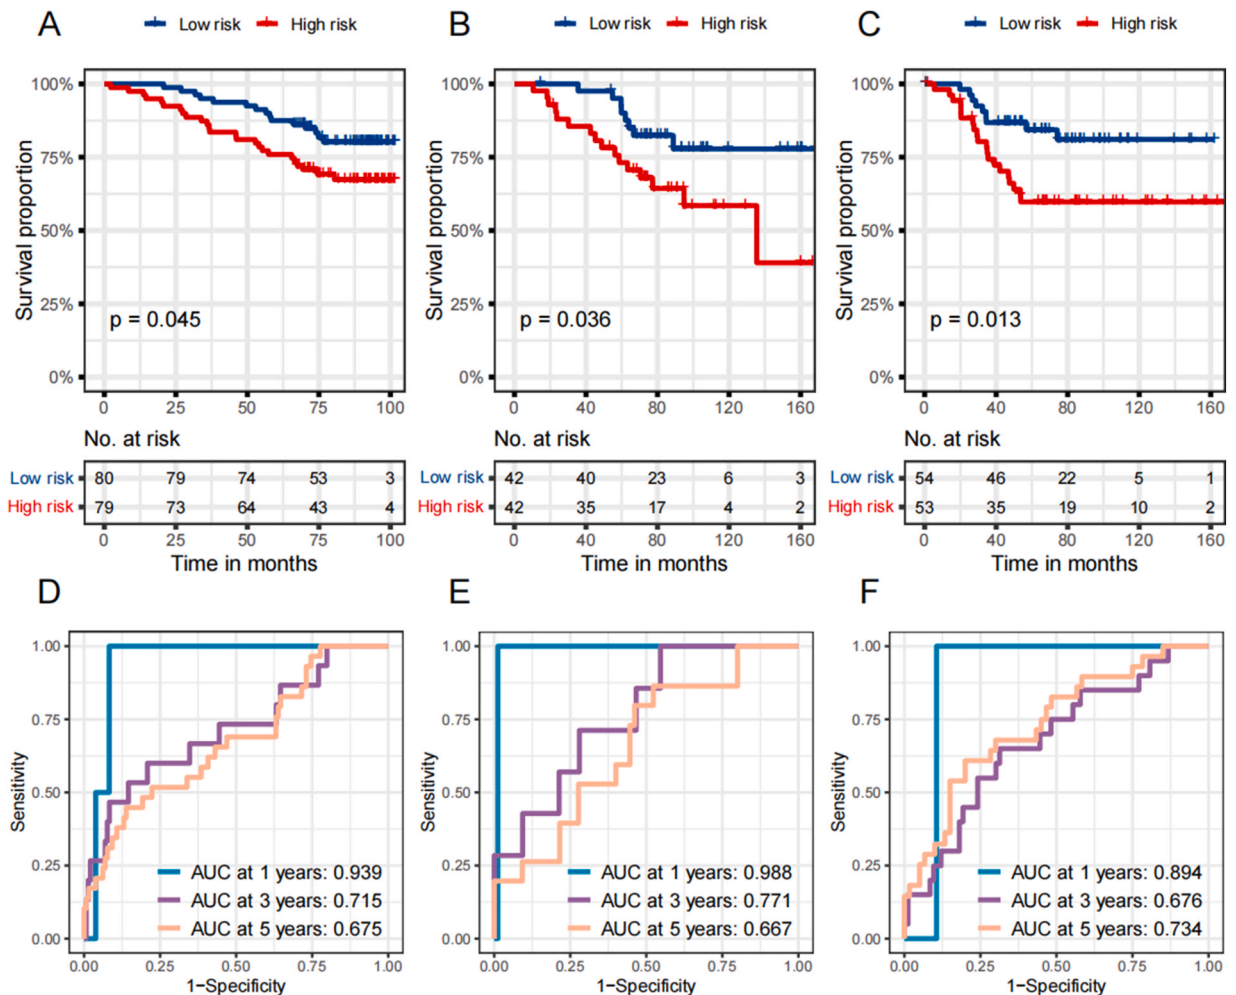 A
Low risk High risk
Survival proportion
100%
75%
50%
25%
0%
p = 0.045
0 25 50 75 100
No. at risk
Low risk 80 79 74 53 3
High risk 79 73 64 43 4
0 25 50 75 100
Time in months
B
Low risk High risk
Survival proportion
100%
75%
50%
25%
0%
p = 0.036
0 40 80 120 160
No. at risk
Low risk 42 40 23 6 3
High risk 42 35 17 4 2
0 40 80 120 160
Time in months
C
Low risk High risk
Survival proportion
100%
75%
50%
25%
0%
p = 0.013
0 40 80 120 160
No. at risk
Low risk 54 46 22 5 1
High risk 53 35 19 10 2
0 40 80 120 160
Time in months
D
Sensitivity
1.00
0.75
0.50
0.25
0.00
AUC at 1 years: 0.939
AUC at 3 years: 0.715
AUC at 5 years: 0.675
0.00 0.25 0.50 0.75 1.00
1−Specificity
E
Sensitivity
1.00
0.75
0.50
0.25
0.00
AUC at 1 years: 0.988
AUC at 3 years: 0.771
AUC at 5 years: 0.667
0.00 0.25 0.50 0.75 1.00
1−Specificity
F
Sensitivity
1.00
0.75
0.50
0.25
0.00
AUC at 1 years: 0.894
AUC at 3 years: 0.676
AUC at 5 years: 0.734
0.00 0.25 0.50 0.75 1.00
1−Specificity